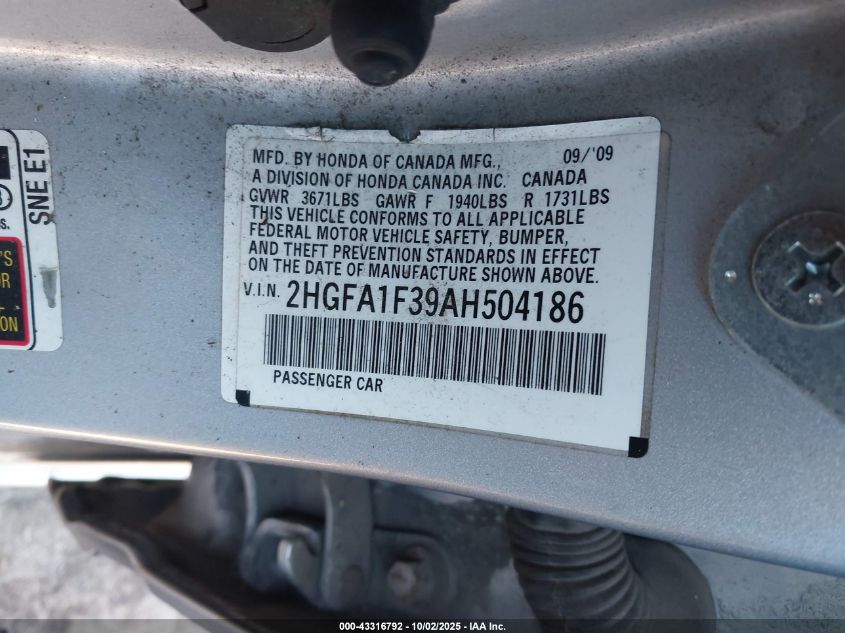 SNE E1
S.
'S
OR
ION
MFD. BY HONDA OF CANADA MFG., 09/'09
A DIVISION OF HONDA CANADA INC. CANADA
GVWR 3671LBS GAWR F 1940LBS R 1731LBS
THIS VEHICLE CONFORMS TO ALL APPLICABLE
FEDERAL MOTOR VEHICLE SAFETY, BUMPER,
AND THEFT PREVENTION STANDARDS IN EFFECT
ON THE DATE OF MANUFACTURE SHOWN ABOVE.
V.I.N. 2HGFA1F39AH504186
PASSENGER CAR
000-43316792 - 10/02/2025 - IAA Inc.